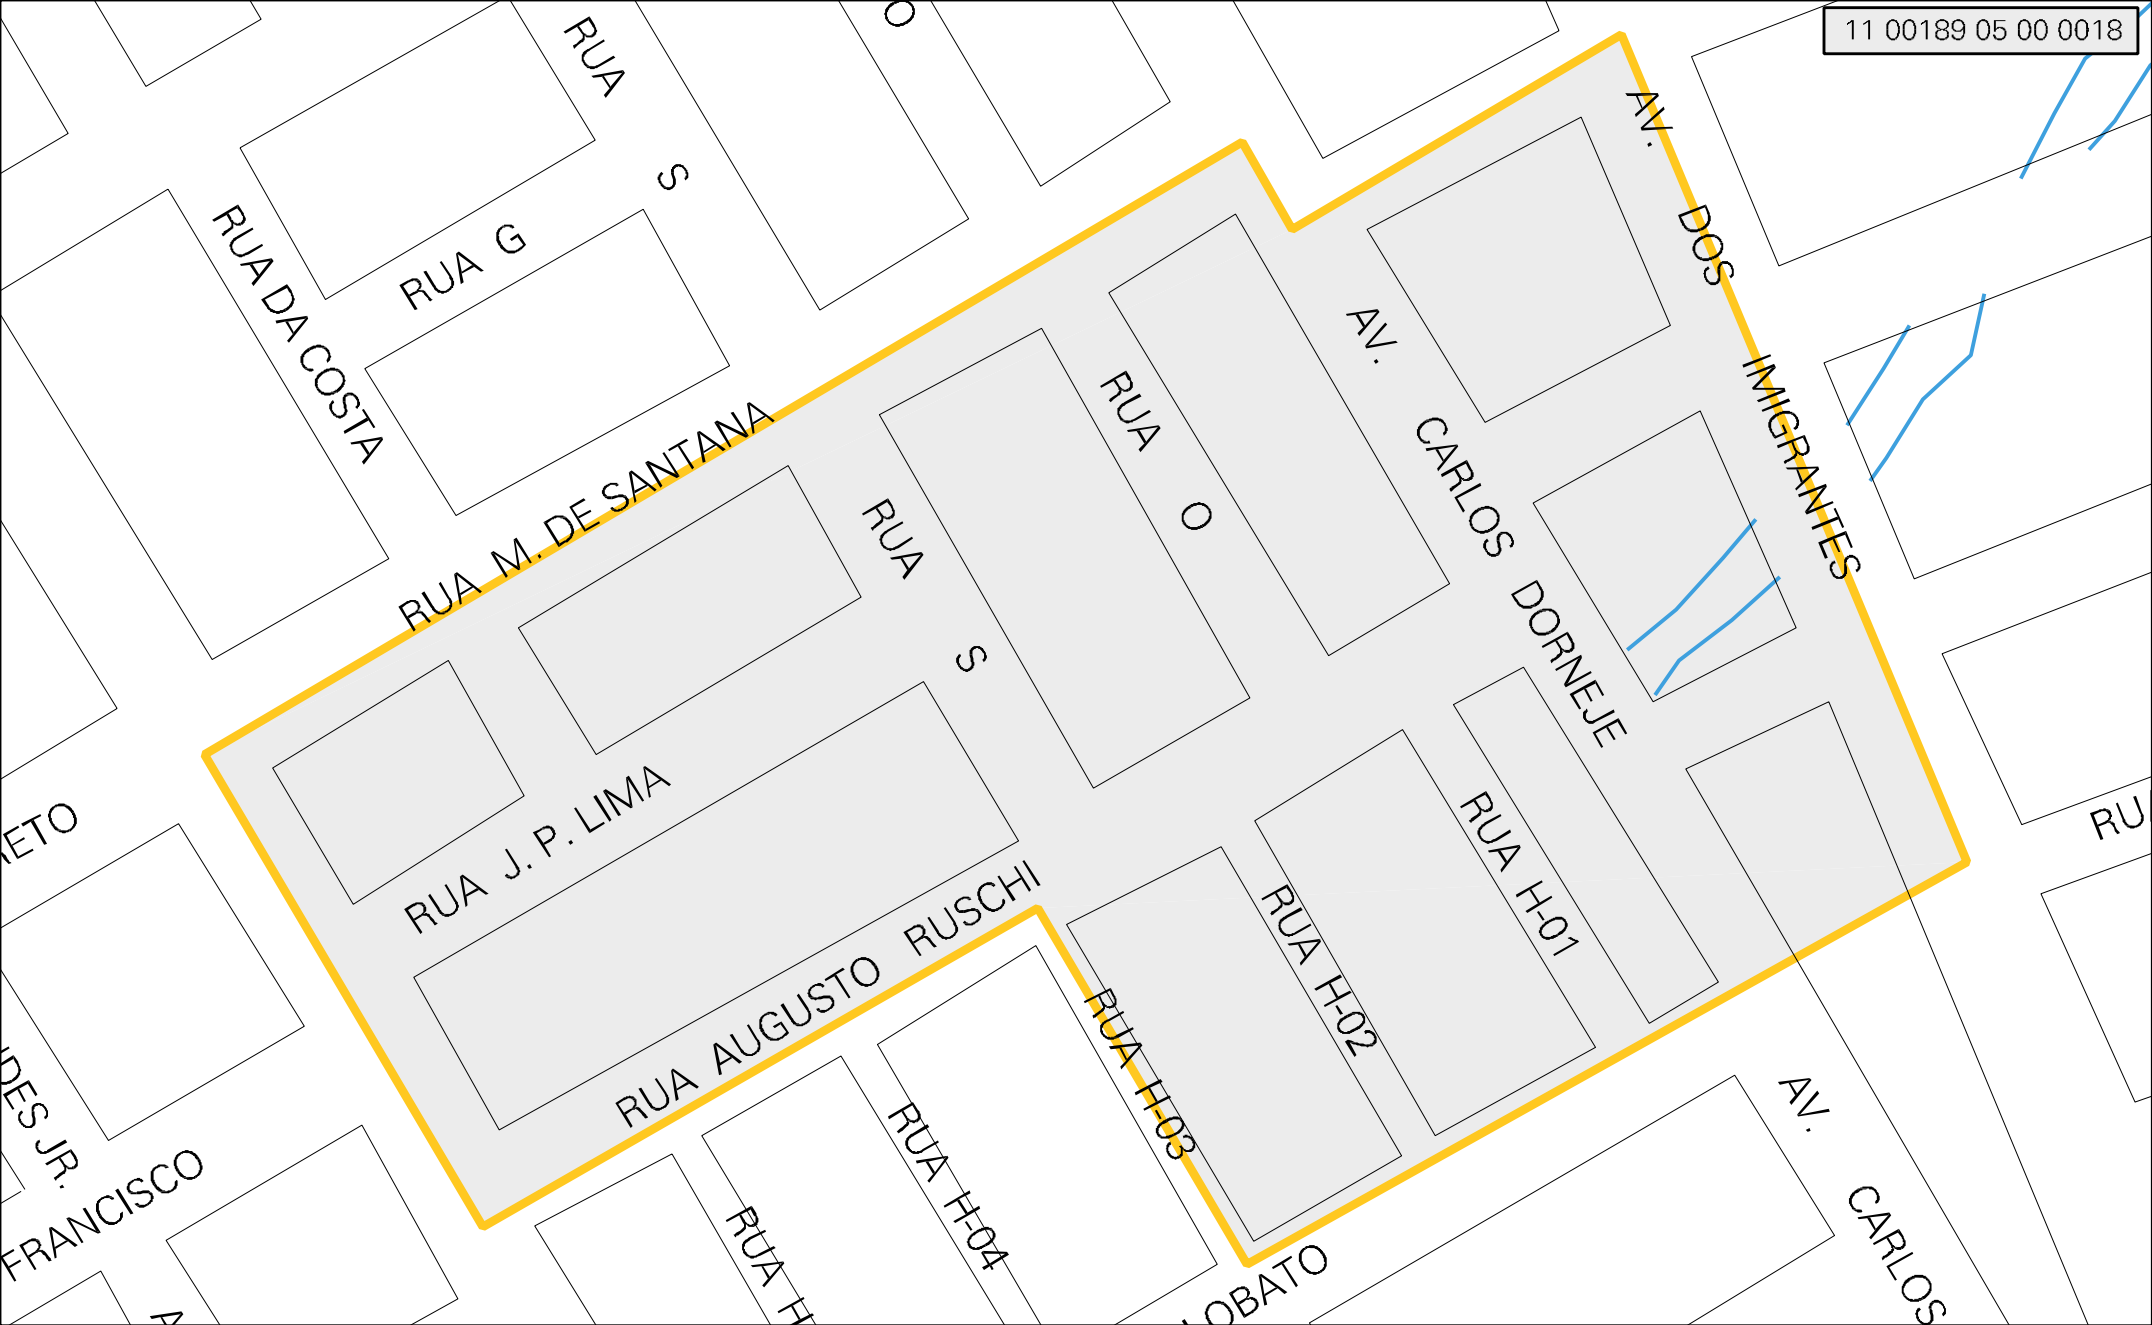 11 00189 05 00 0018
RUA
O
S
RUA G
RUA DA COSTA
AV. DOS IMIGRANTES
RUA M. DE SANTANA
AV. CARLOS DORNEJE
RUA O
RUA S
RUA J. P. LIMA
RUA AUGUSTO RUSCHI
RUA H-01
RUA H-02
RUA H-03
RUA H-04
RUA H
ETO
RU
DES JR.
FRANCISCO
A
LOBATO
AV. CARLOS